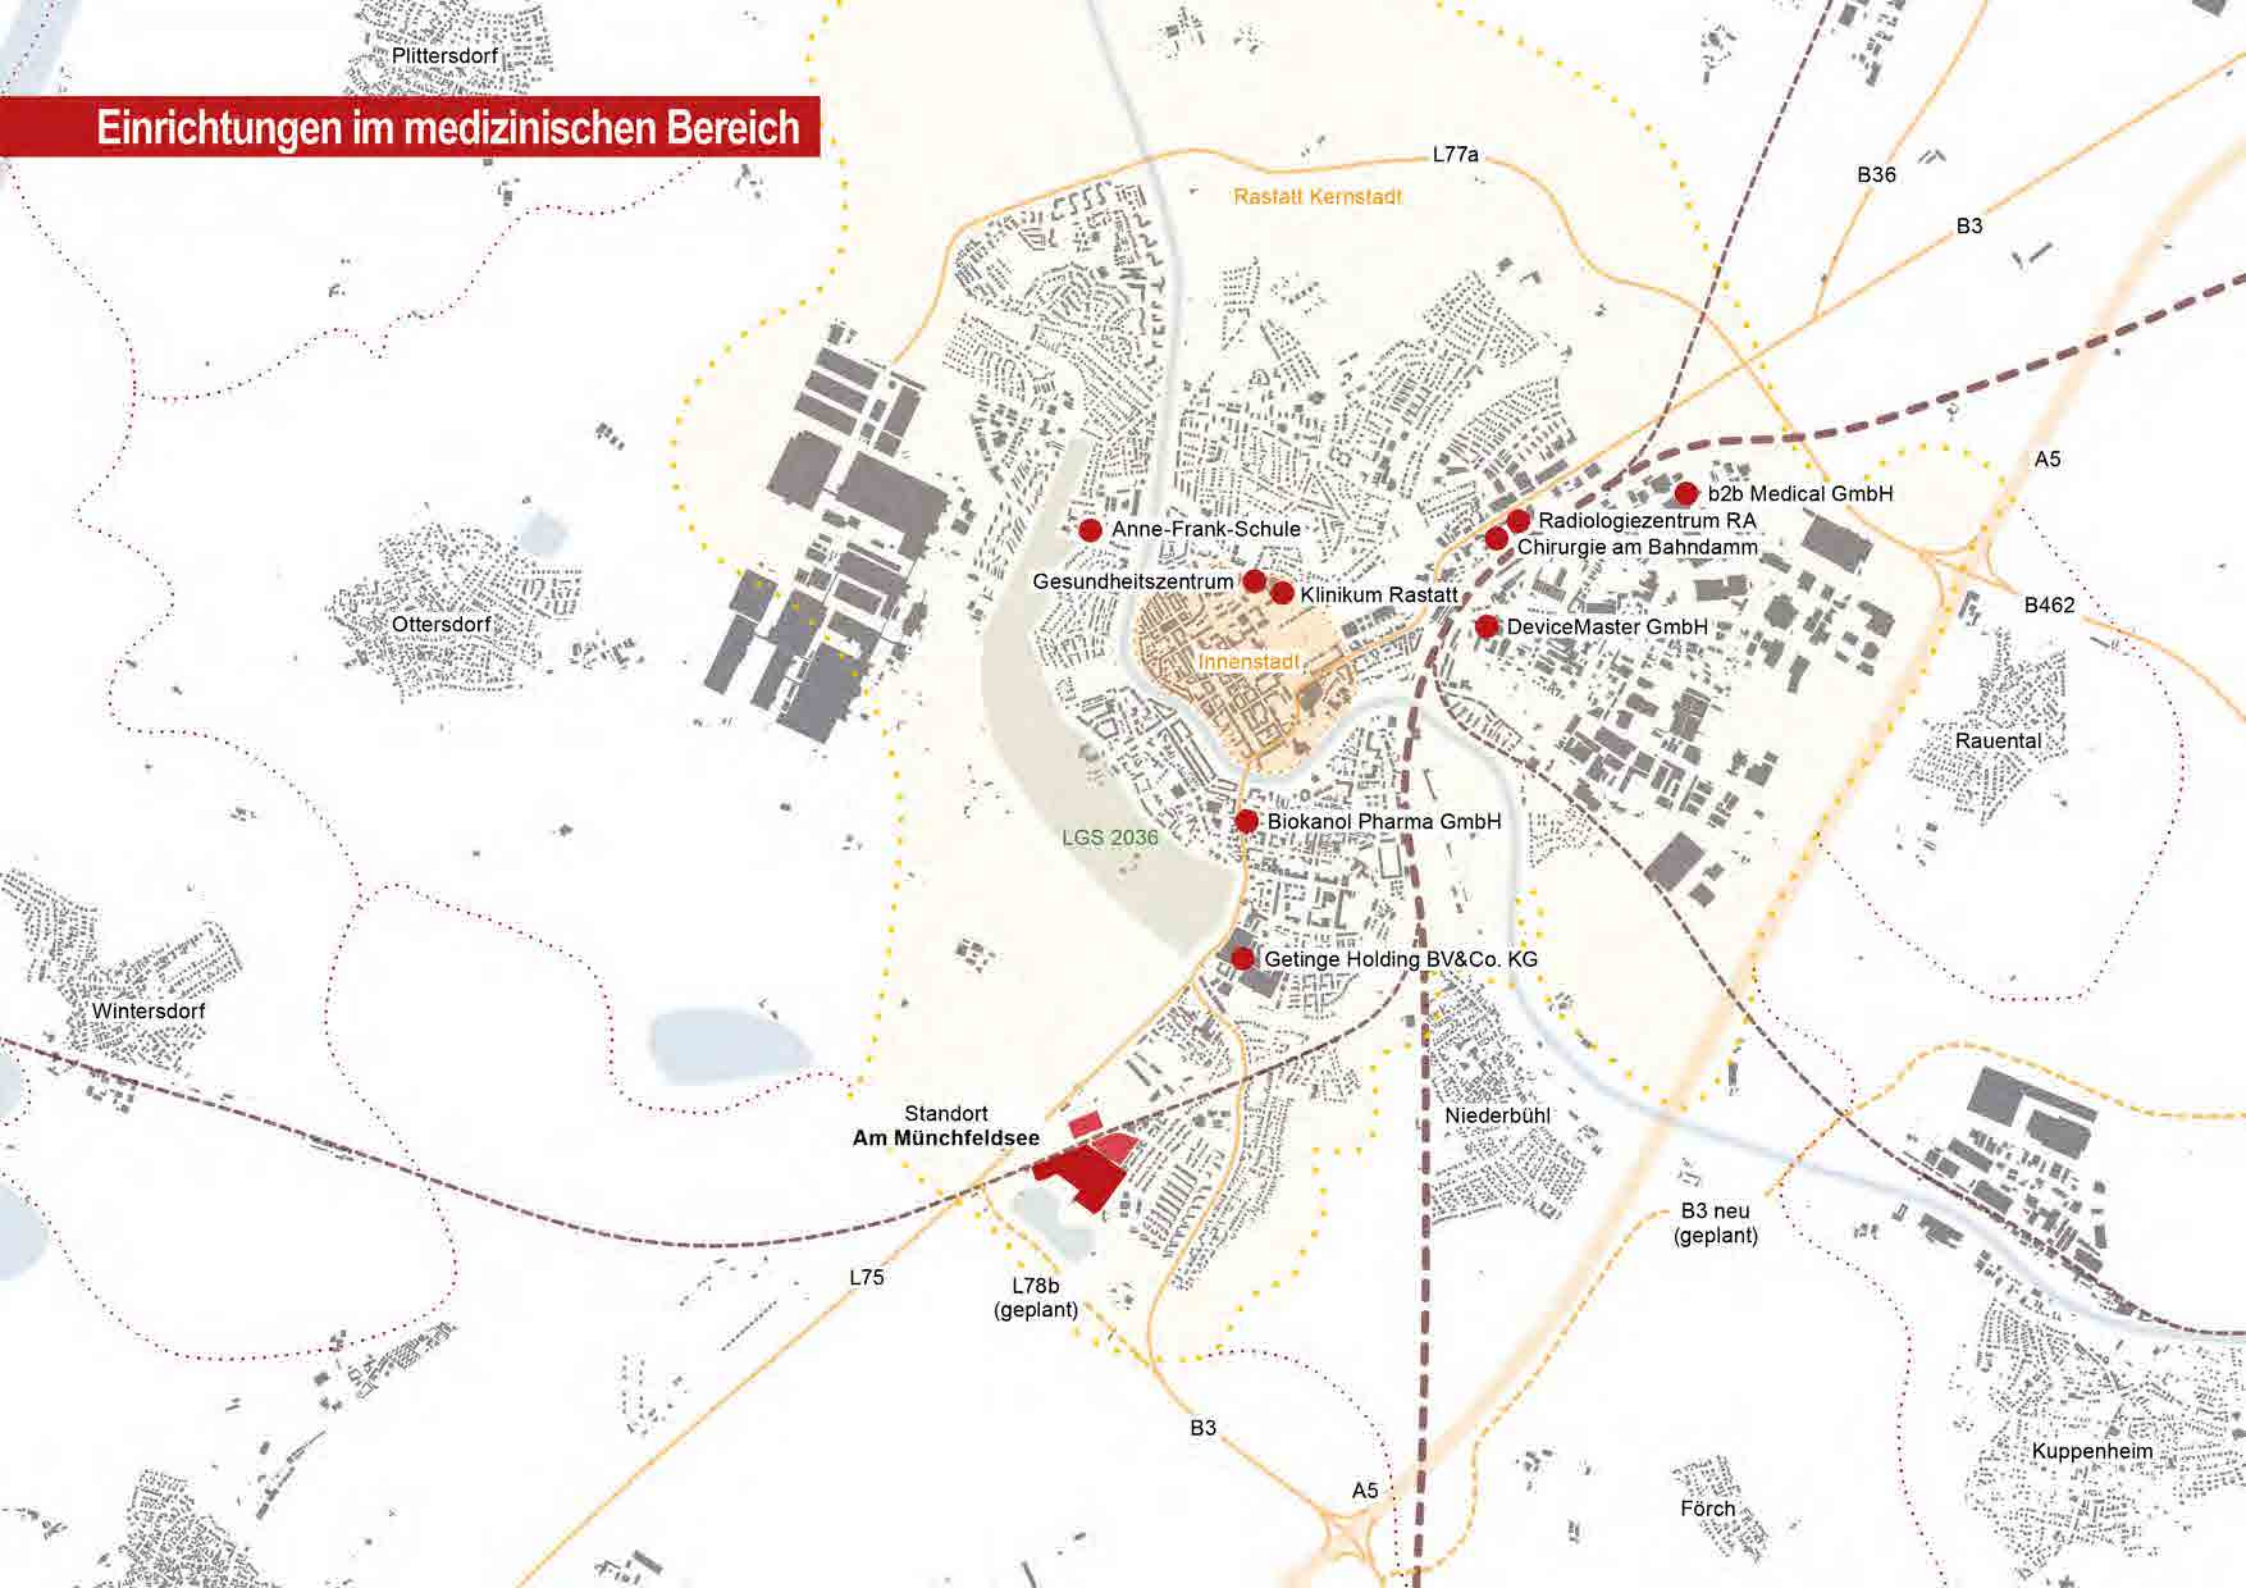 Plittersdorf
Einrichtungen im medizinischen Bereich
L77a
B36
Rastatt Kernstadt
B3
A5
b2b Medical GmbH
Radiologiezentrum RA
Anne-Frank-Schule
Chirurgie am Bahndamm
Gesundheitszentrum
Klinikum Rastatt
B462
Ottersdorf
DeviceMaster GmbH
Innenstadt
Rauental
Biokanol Pharma GmbH
LGS 2036
Getinge Holding BV&Co. KG
Wintersdorf
Standort
Am Münchfeldsee
Niederbühl
B3 neu
(geplant)
L75
L78b
(geplant)
B3
Kuppenheim
A5
Förch